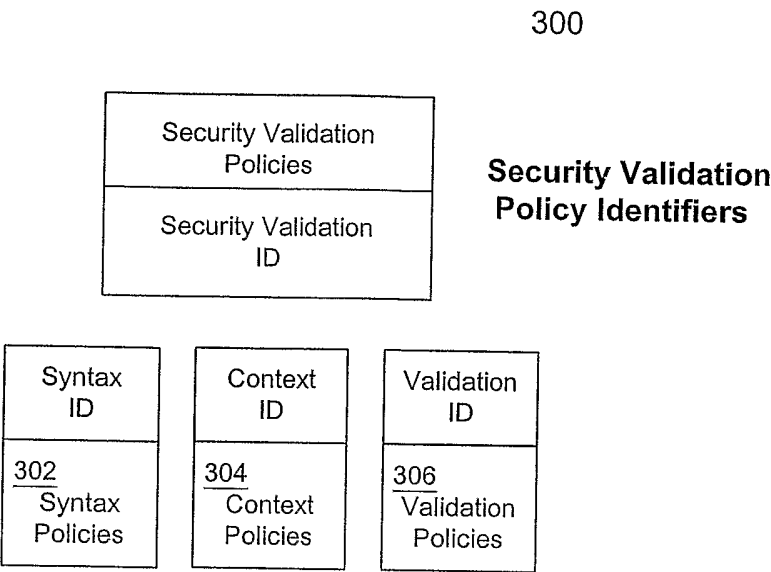 300
Security Validation
Policies
Security Validation
ID
Security Validation
Policy Identifiers
Syntax
ID
302
Syntax
Policies
Context
ID
304
Context
Policies
Validation
ID
306
Validation
Policies